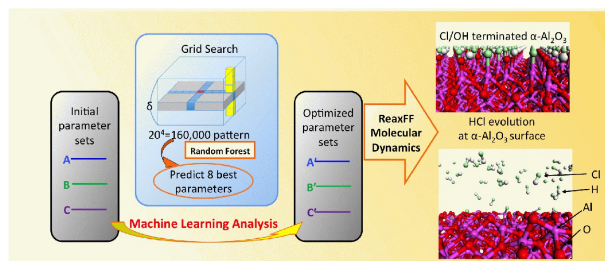 Initial
parameter
sets
A
B
C
Grid Search
δ
20⁴=160,000 pattern
Random Forest
Predict 8 best
parameters
Machine Learning Analysis
Optimized
parameter
sets
A'
B'
C'
ReaxFF
Molecular
Dynamics
Cl/OH terminated α-Al₂O₃
HCl evolution
at α-Al₂O₃ surface
Cl
H
Al
O